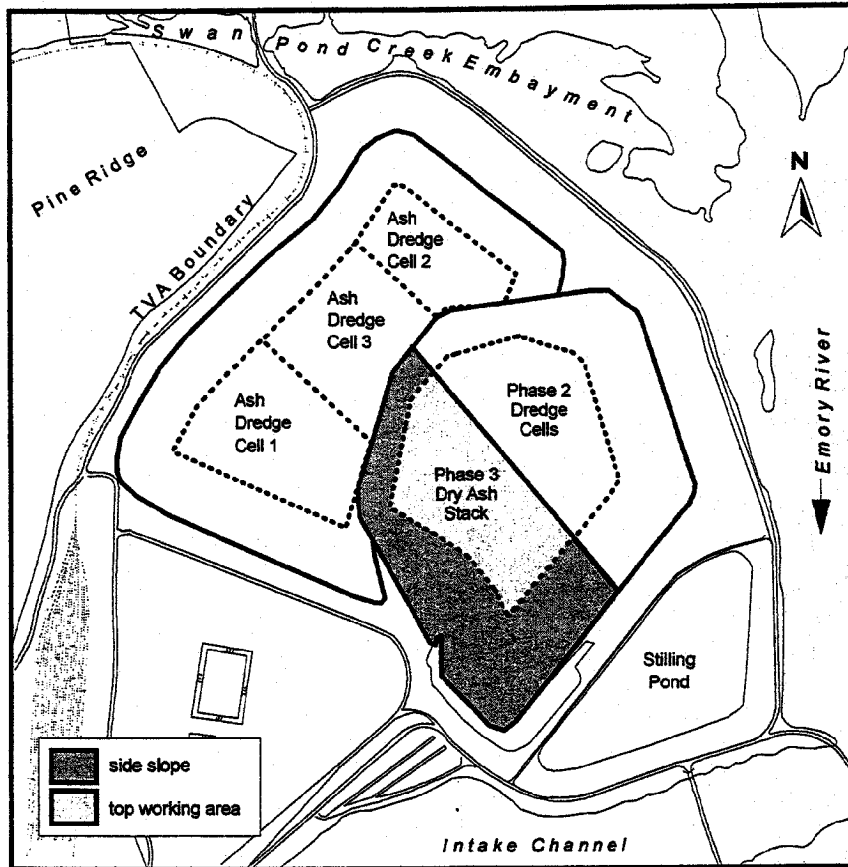 Swan Pond Creek Embayment
Pine Ridge
TVA Boundary
N
Ash
Dredge
Cell 2
Ash
Dredge
Cell 3
Ash
Dredge
Cell 1
Phase 2
Dredge
Cells
Phase 3
Dry Ash
Stack
Emory River
Stilling
Pond
side slope
top working area
Intake Channel